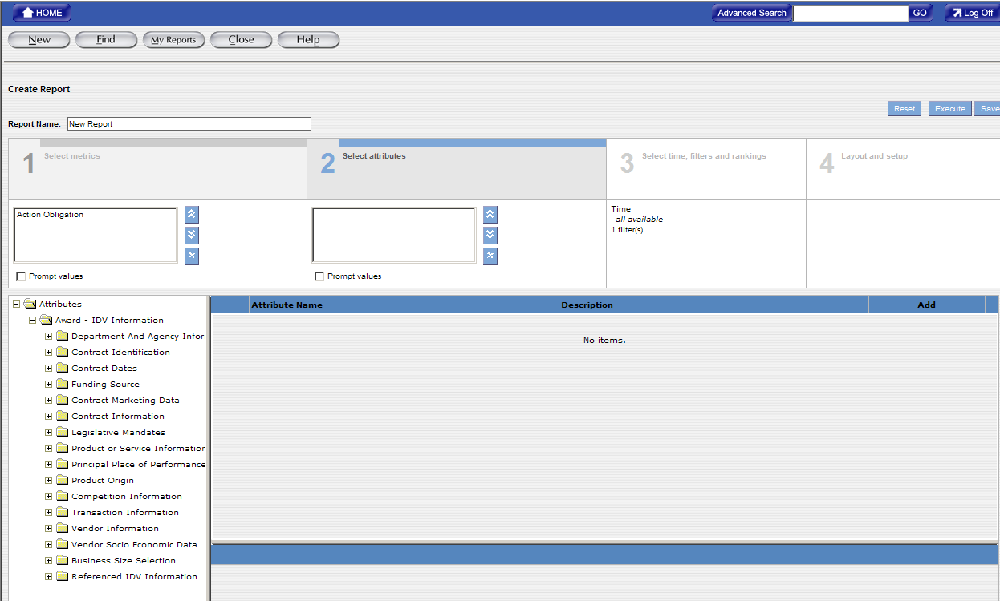 HOME
Advanced Search
GO
Log Off
New
Find
My Reports
Close
Help
Create Report
Reset
Execute
Save
Report Name:
New Report
1
Select metrics
2
Select attributes
3
Select time, filters and rankings
4
Layout and setup
Action Obligation
Prompt values
Prompt values
Time
all available
1 filter(s)
Attributes
Award - IDV Information
Department And Agency Infor
Contract Identification
Contract Dates
Funding Source
Contract Marketing Data
Contract Information
Legislative Mandates
Product or Service Information
Principal Place of Performance
Product Origin
Competition Information
Transaction Information
Vendor Information
Vendor Socio Economic Data
Business Size Selection
Referenced IDV Information
Attribute Name
Description
Add
No items.